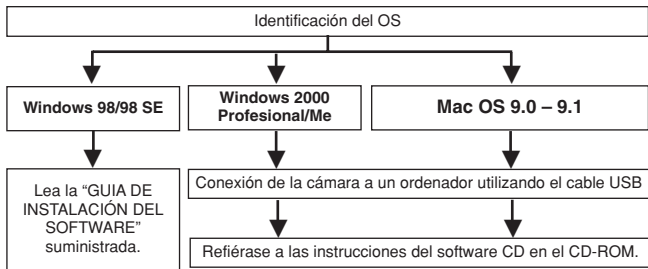 Identificación del OS
Windows 98/98 SE
Windows 2000
Profesional/Me
Mac OS 9.0 – 9.1
Lea la “GUIA DE
INSTALACIÓN DEL
SOFTWARE”
suministrada.
Conexión de la cámara a un ordenador utilizando el cable USB
Refiérase a las instrucciones del software CD en el CD-ROM.